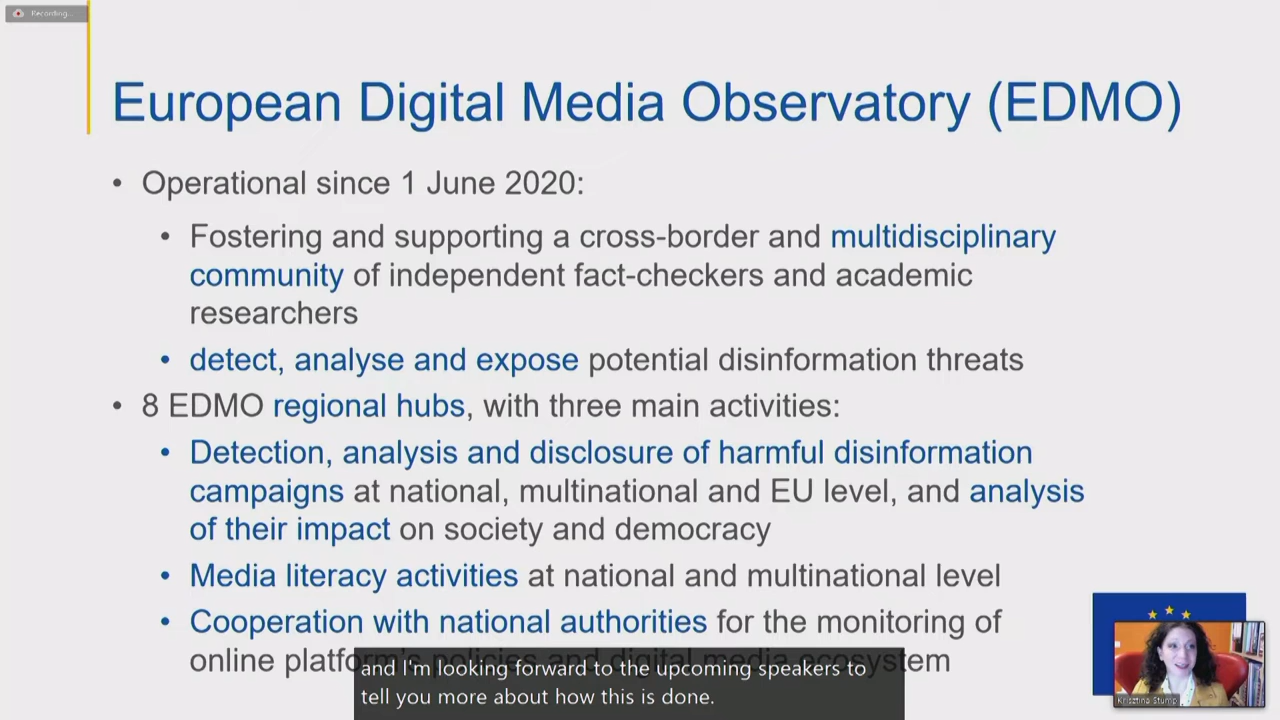 Recording...
European Digital Media Observatory (EDMO)
• Operational since 1 June 2020:
• Fostering and supporting a cross-border and multidisciplinary
community of independent fact-checkers and academic
researchers
• detect, analyse and expose potential disinformation threats
• 8 EDMO regional hubs, with three main activities:
• Detection, analysis and disclosure of harmful disinformation
campaigns at national, multinational and EU level, and analysis
of their impact on society and democracy
• Media literacy activities at national and multinational level
• Cooperation with national authorities for the monitoring of
online platform's policies and digital media ecosystem
and I'm looking forward to the upcoming speakers to
tell you more about how this is done.
Krisztina Stump